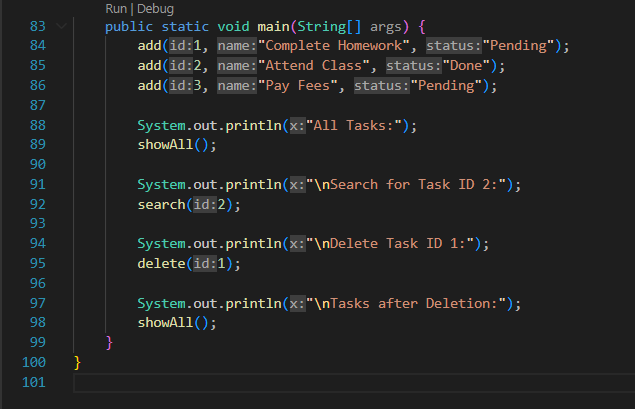 Run | Debug
83 public static void main(String[] args) {
84 add(id:1, name:"Complete Homework", status:"Pending");
85 add(id:2, name:"Attend Class", status:"Done");
86 add(id:3, name:"Pay Fees", status:"Pending");
87
88 System.out.println(x:"All Tasks:");
89 showAll();
90
91 System.out.println(x:"\nSearch for Task ID 2:");
92 search(id:2);
93
94 System.out.println(x:"\nDelete Task ID 1:");
95 delete(id:1);
96
97 System.out.println(x:"\nTasks after Deletion:");
98 showAll();
99 }
100 }
101